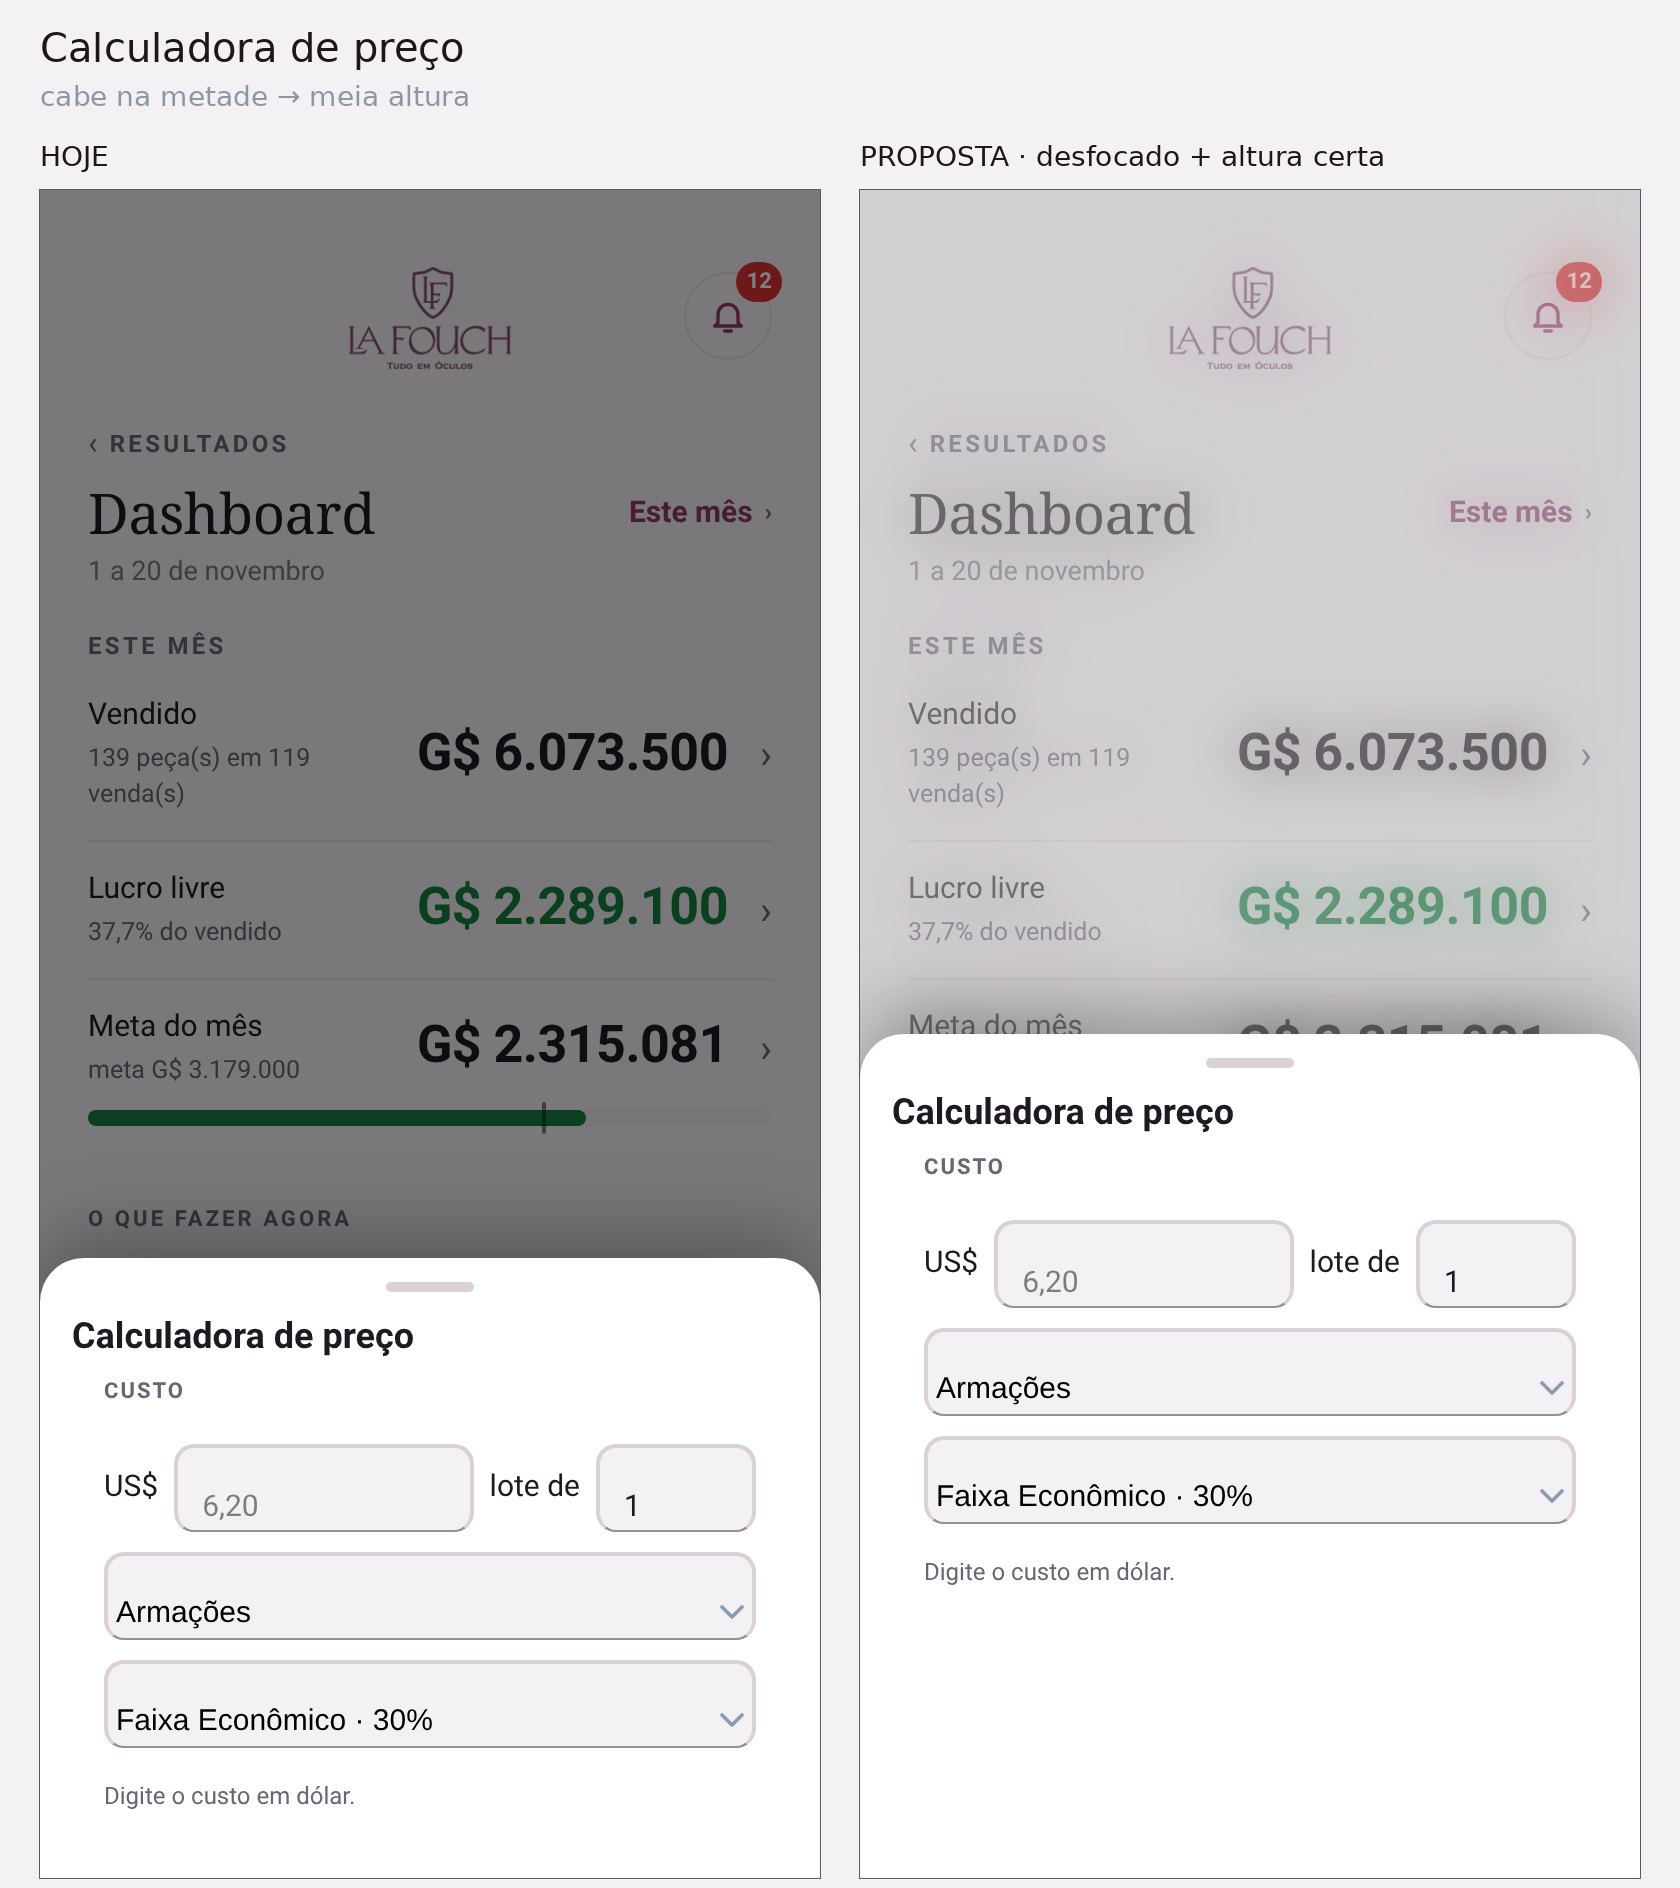 Calculadora de preço
cabe na metade → meia altura
HOJE
LF
LA FOUCH
TUDO EM ÓCULOS
12
‹ RESULTADOS
Dashboard
Este mês ›
1 a 20 de novembro
ESTE MÊS
Vendido
139 peça(s) em 119
venda(s)
G$ 6.073.500 ›
Lucro livre
37,7% do vendido
G$ 2.289.100 ›
Meta do mês
meta G$ 3.179.000
G$ 2.315.081 ›
O QUE FAZER AGORA
Calculadora de preço
CUSTO
US$ 6,20 lote de 1
Armações
Faixa Econômico · 30%
Digite o custo em dólar.
PROPOSTA · desfocado + altura certa
LF
LA FOUCH
TUDO EM ÓCULOS
12
‹ RESULTADOS
Dashboard
Este mês ›
1 a 20 de novembro
ESTE MÊS
Vendido
139 peça(s) em 119
venda(s)
G$ 6.073.500 ›
Lucro livre
37,7% do vendido
G$ 2.289.100 ›
Meta do mês
G$ 2.315.081
Calculadora de preço
CUSTO
US$ 6,20 lote de 1
Armações
Faixa Econômico · 30%
Digite o custo em dólar.